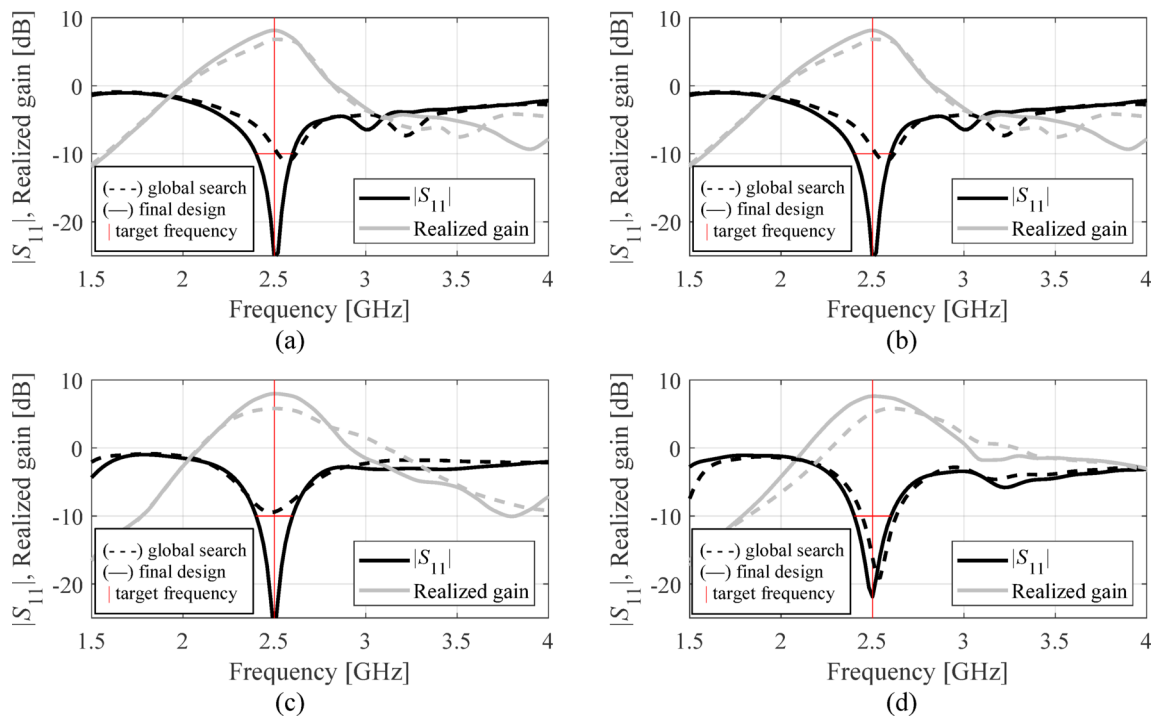 |S11|, Realized gain [dB]
10
0
-10
-20
(---) global search
(—) final design
| target frequency
|S11|
Realized gain
1.5 2 2.5 3 3.5 4
Frequency [GHz]
(a)
|S11|, Realized gain [dB]
10
0
-10
-20
(---) global search
(—) final design
| target frequency
|S11|
Realized gain
1.5 2 2.5 3 3.5 4
Frequency [GHz]
(b)
|S11|, Realized gain [dB]
10
0
-10
-20
(---) global search
(—) final design
| target frequency
|S11|
Realized gain
1.5 2 2.5 3 3.5 4
Frequency [GHz]
(c)
|S11|, Realized gain [dB]
10
0
-10
-20
(---) global search
(—) final design
| target frequency
|S11|
Realized gain
1.5 2 2.5 3 3.5 4
Frequency [GHz]
(d)